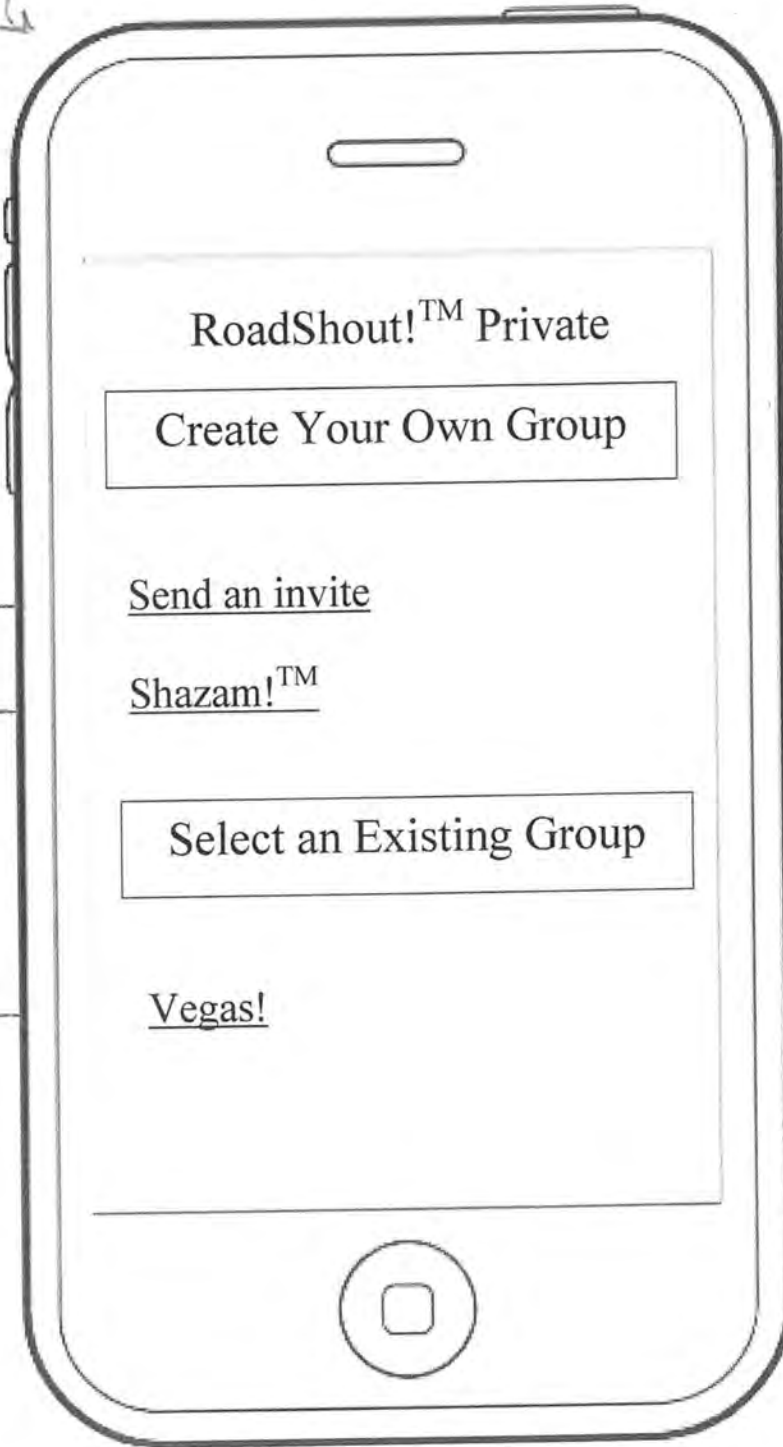 RoadShout!™ Private
Create Your Own Group
Send an invite
Shazam!™
Select an Existing Group
Vegas!